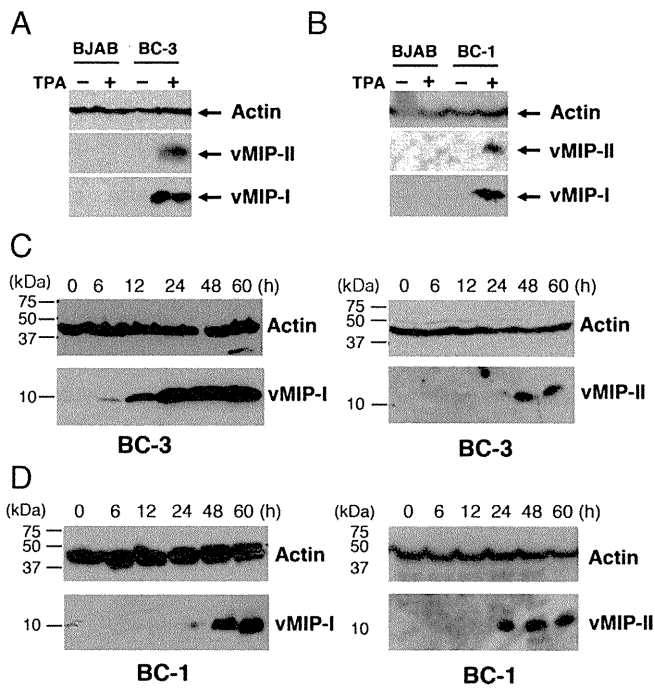 A
BJAB BC-3
TPA − + − +
Actin
vMIP-II
vMIP-I
B
BJAB BC-1
TPA − + − +
Actin
vMIP-II
vMIP-I
C
(kDa) 0 6 12 24 48 60 (h)
75
50
37
Actin
10
vMIP-I
BC-3
(kDa) 0 6 12 24 48 60 (h)
75
50
37
Actin
10
vMIP-II
BC-3
D
(kDa) 0 6 12 24 48 60 (h)
75
50
37
Actin
10
vMIP-I
BC-1
(kDa) 0 6 12 24 48 60 (h)
75
50
37
Actin
10
vMIP-II
BC-1